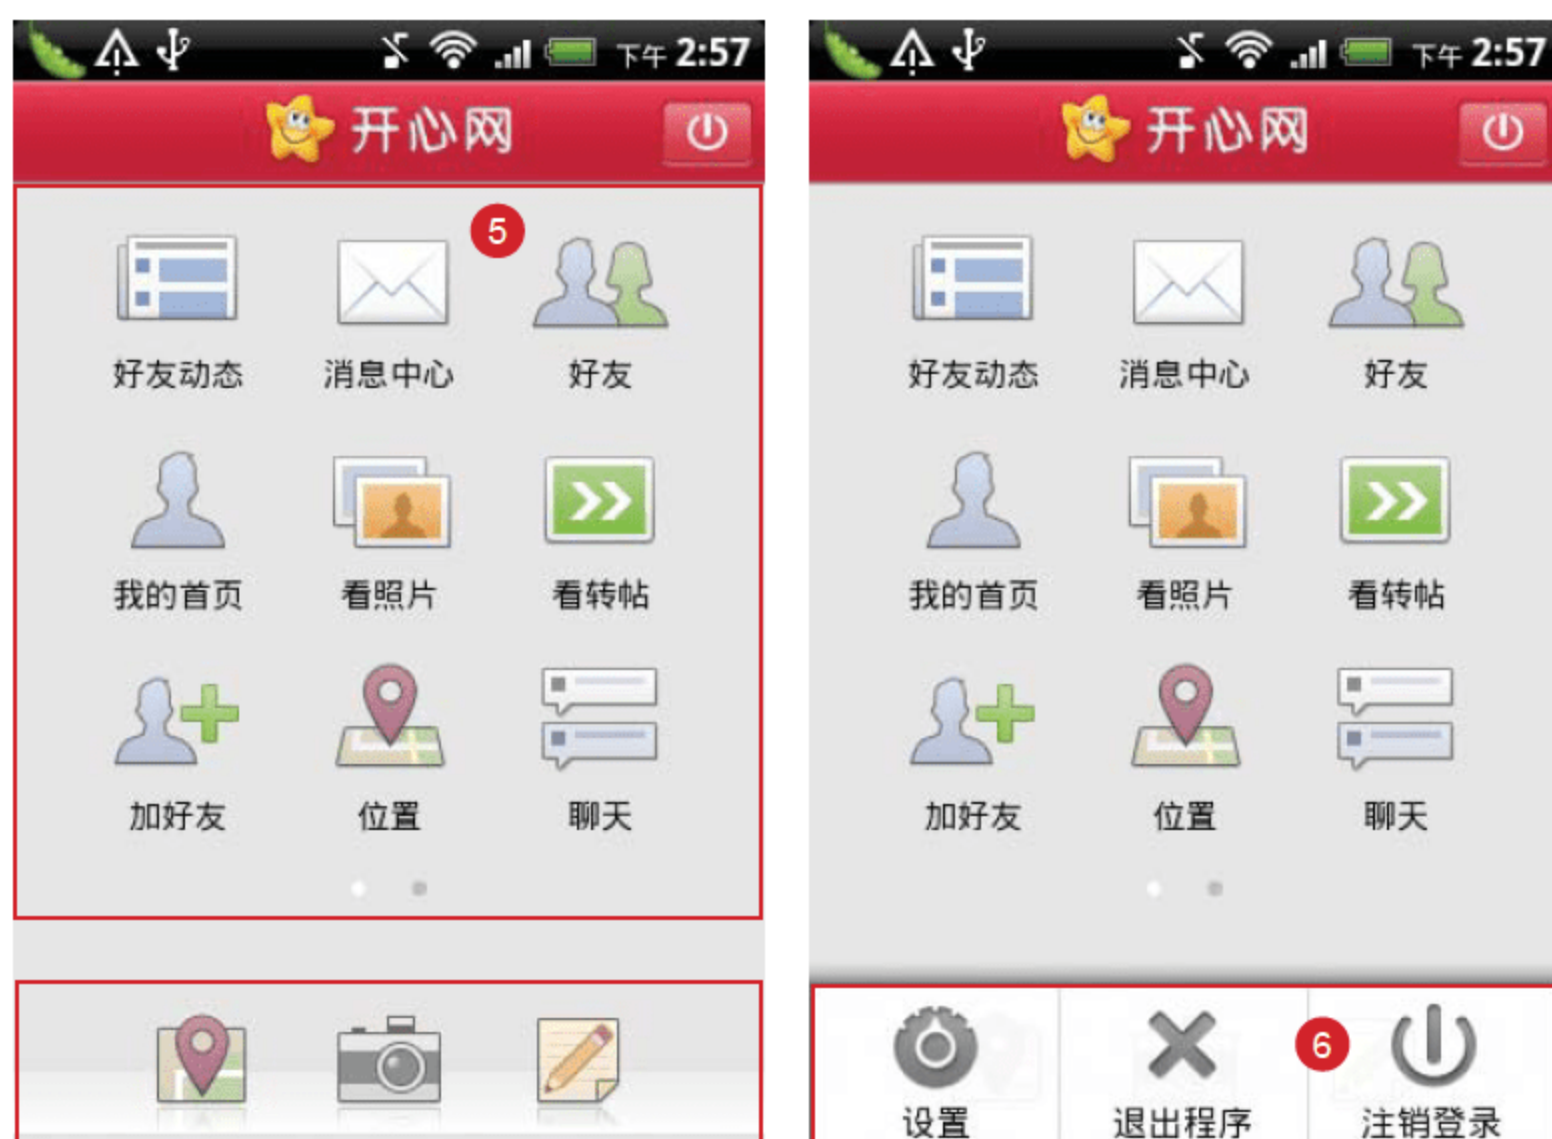 下午 2:57
开心网
5
好友动态 消息中心 好友
我的首页 看照片 看转帖
加好友 位置 聊天
下午 2:57
开心网
好友动态 消息中心 好友
我的首页 看照片 看转帖
加好友 位置 聊天
6
设置 退出程序 注销登录